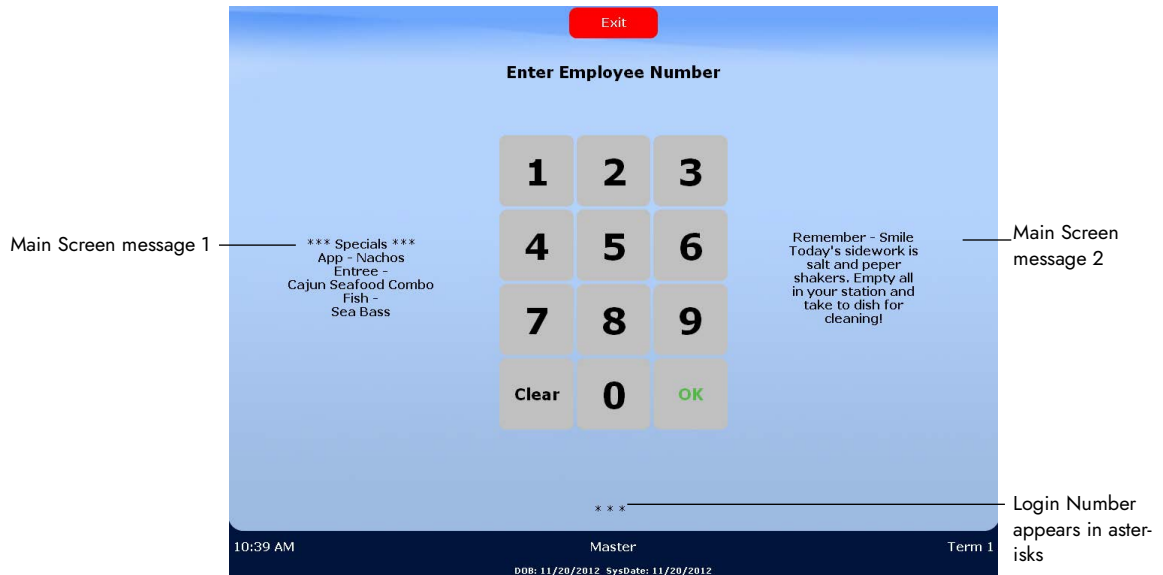 Exit
Enter Employee Number
1 2 3
4 5 6
7 8 9
Clear 0 OK
Main Screen message 1
*** Specials ***
App - Nachos
Entree -
Cajun Seafood Combo
Fish -
Sea Bass
Remember - Smile
Today's sidework is
salt and peper
shakers. Empty all
in your station and
take to dish for
cleaning!
Main Screen
message 2
* * *
Login Number
appears in aster-
isks
10:39 AM Master Term 1
DOB: 11/20/2012 SysDate: 11/20/2012